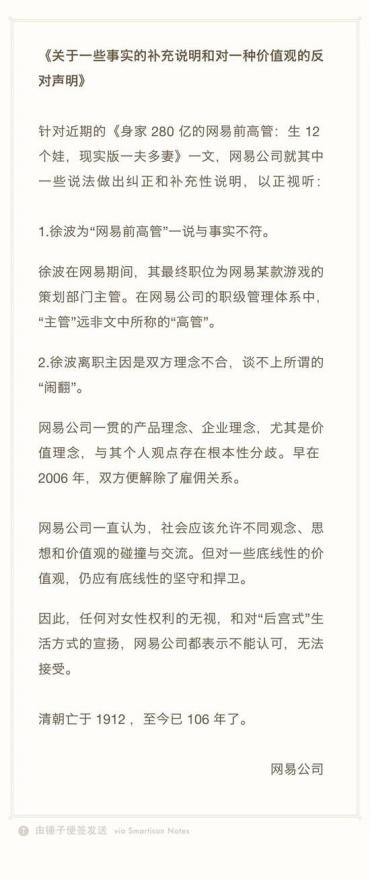 《关于一些事实的补充说明和对一种价值观的反
对声明》
针对近期的《身家 280 亿的网易前高管：生 12
个娃，现实版一夫多妻》一文，网易公司就其中
一些说法做出纠正和补充性说明，以正视听：
1.徐波为“网易前高管”一说与事实不符。
徐波在网易期间，其最终职位为网易某款游戏的
策划部门主管。在网易公司的职级管理体系中，
“主管”远非文中所称的“高管”。
2.徐波离职主因是双方理念不合，谈不上所谓的
“闹翻”。
网易公司一贯的产品理念、企业理念，尤其是价
值理念，与其个人观点存在根本性分歧。早在
2006 年，双方便解除了雇佣关系。
网易公司一直认为，社会应该允许不同观念、思
想和价值观的碰撞与交流。但对一些底线性的价
值观，仍应有底线性的坚守和捍卫。
因此，任何对女性权利的无视，和对“后宫式”生
活方式的宣扬，网易公司都表示不能认可，无法
接受。
清朝亡于 1912 ，至今已 106 年了。
网易公司
由锤子便签发送 via Smartisan Notes